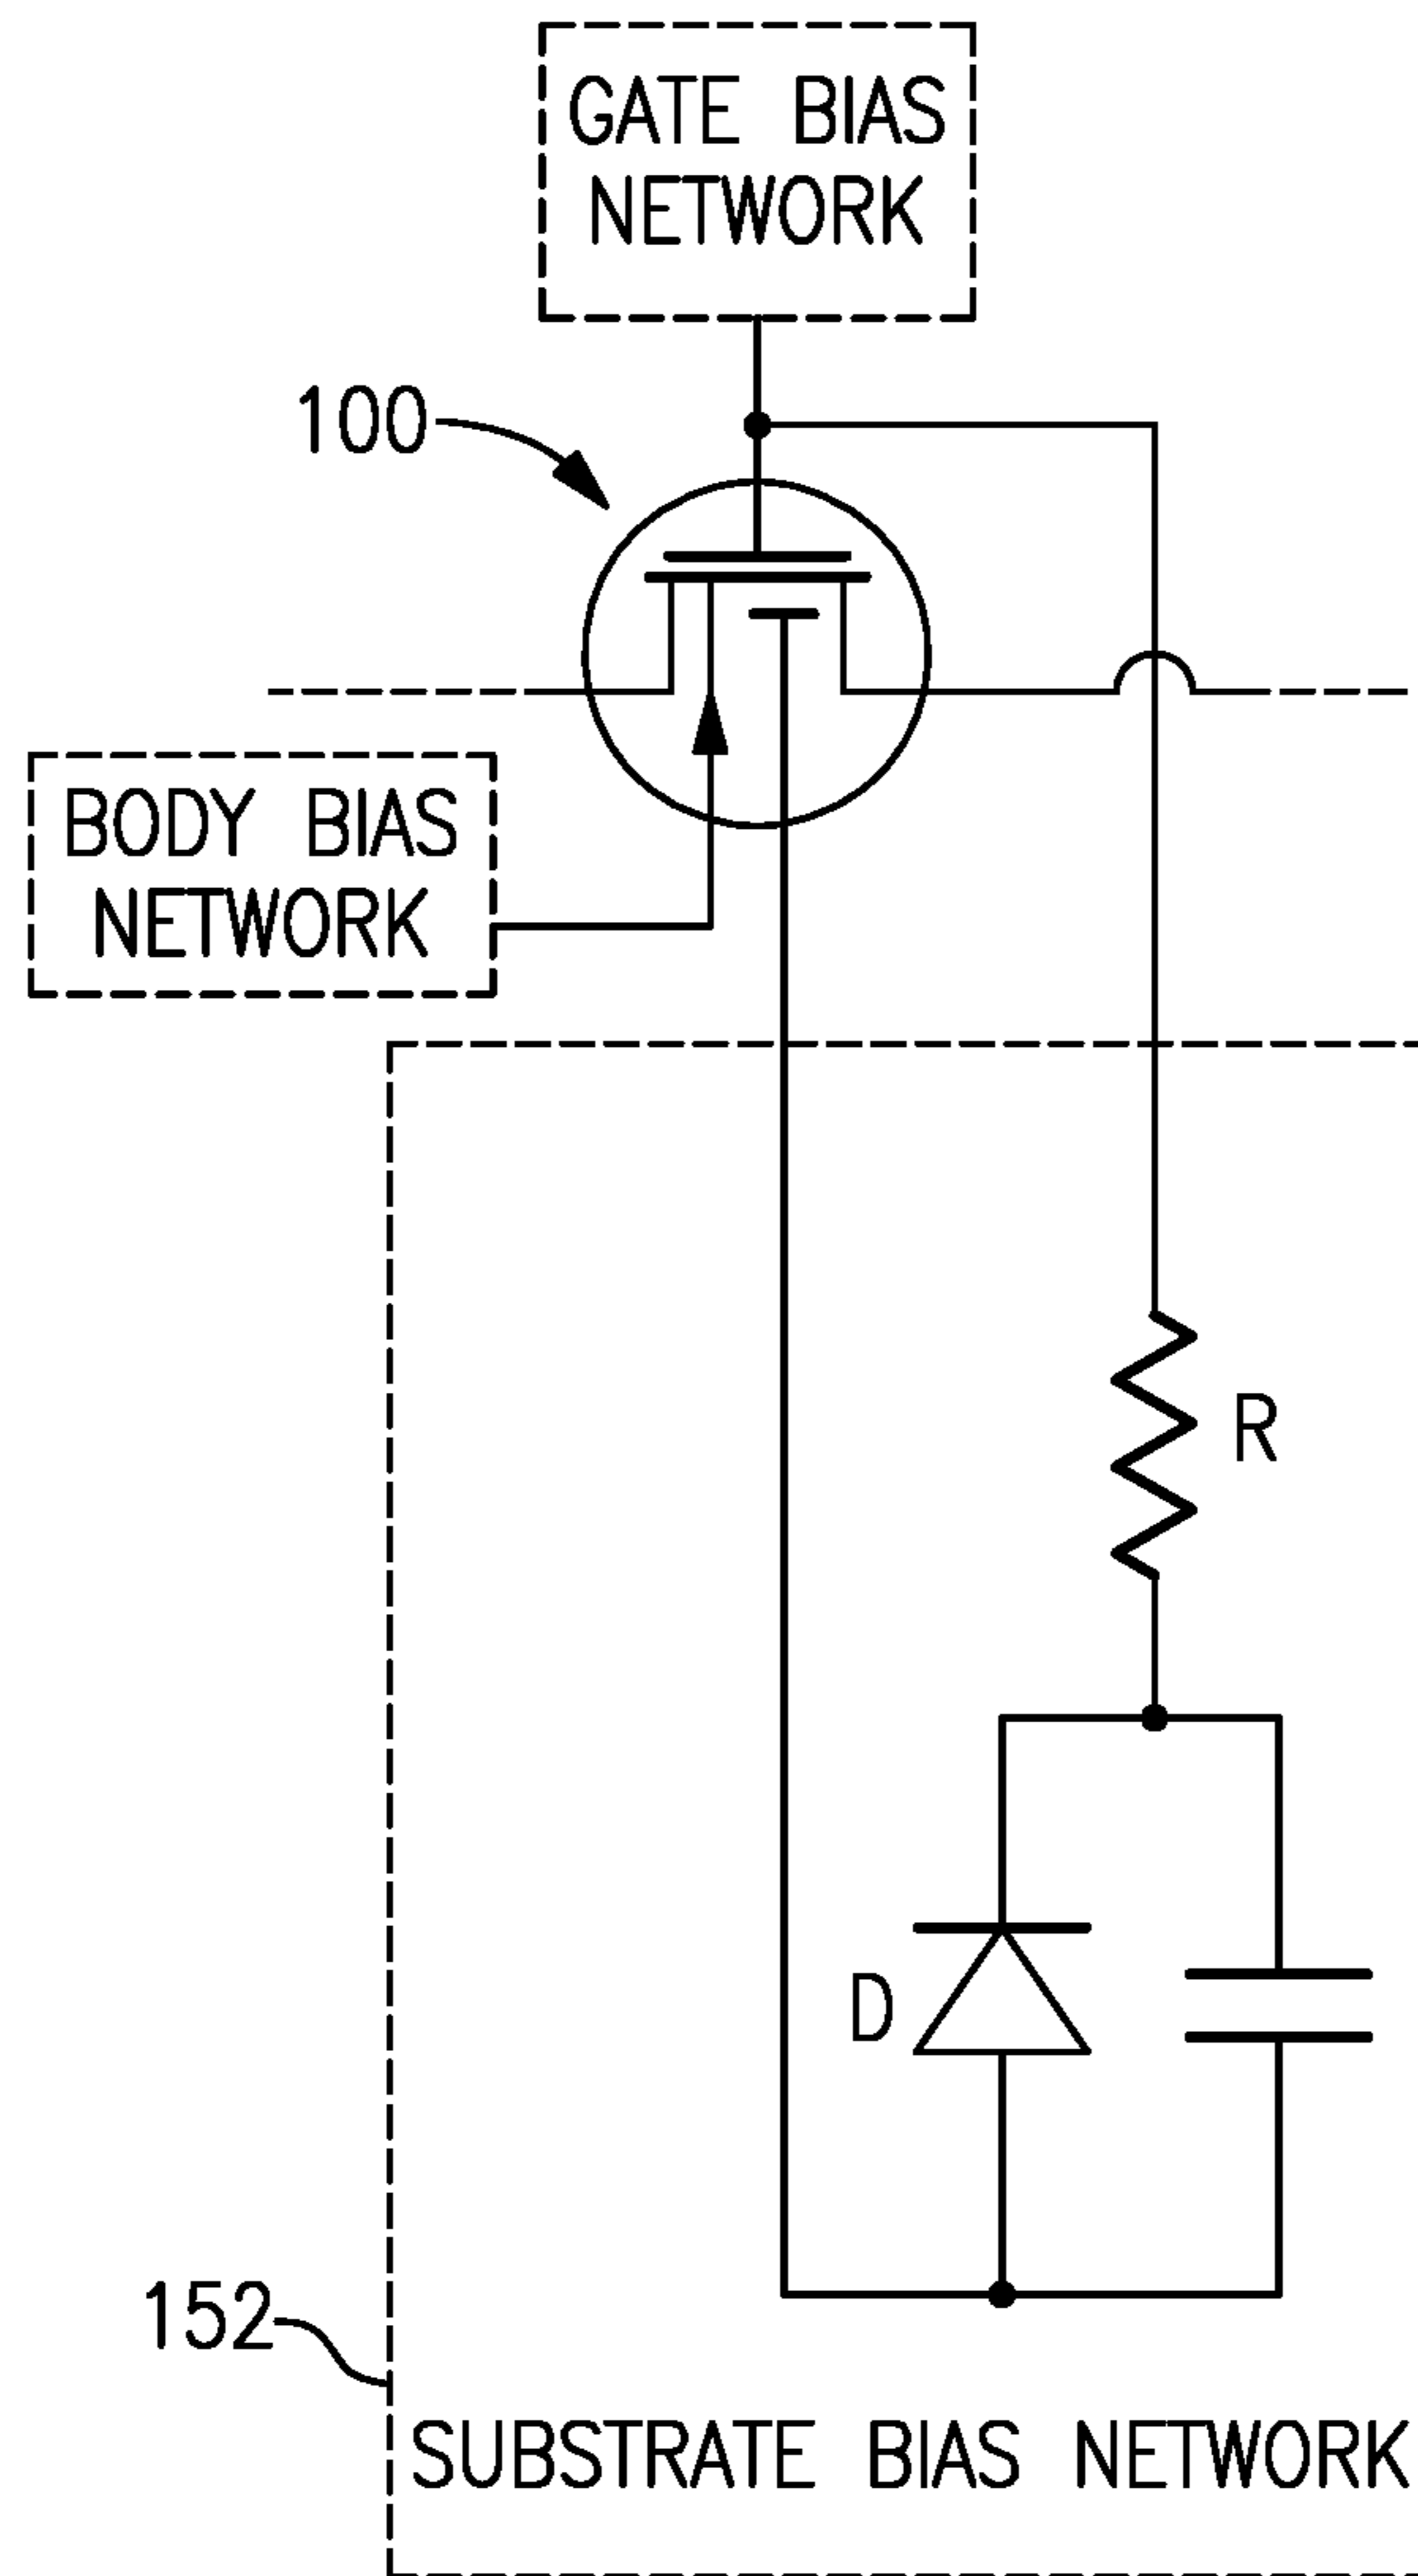 GATE BIAS
NETWORK
100
BODY BIAS
NETWORK
R
D
152
SUBSTRATE BIAS NETWORK